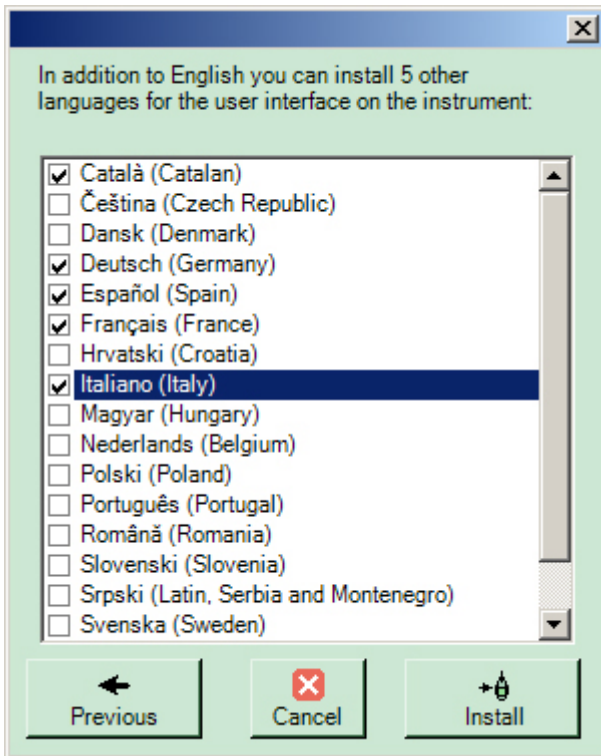 In addition to English you can install 5 other
languages for the user interface on the instrument:
Català (Catalan)
Čeština (Czech Republic)
Dansk (Denmark)
Deutsch (Germany)
Español (Spain)
Français (France)
Hrvatski (Croatia)
Italiano (Italy)
Magyar (Hungary)
Nederlands (Belgium)
Polski (Poland)
Português (Portugal)
Română (Romania)
Slovenski (Slovenia)
Srpski (Latin, Serbia and Montenegro)
Svenska (Sweden)
Previous
Cancel
Install